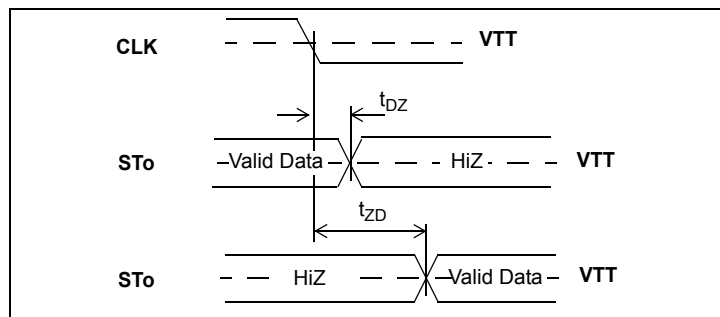 CLK VTT
tDZ
STo Valid Data HiZ VTT
tZD
STo HiZ Valid Data VTT